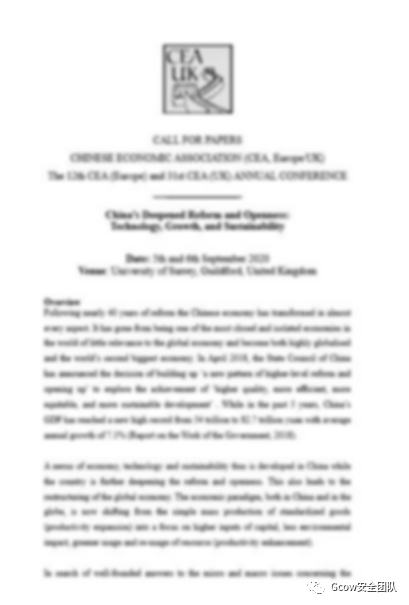 CEA
UK
CALL FOR PAPERS
CHINESE ECONOMIC ASSOCIATION (CEA, Europe/UK)
The 12th CEA (Europe) and 31st CEA (UK) ANNUAL CONFERENCE
China's Deepened Reform and Openness:
Technology, Growth, and Sustainability
Date: 5th and 6th September 2020
Venue: University of Surrey, Guildford, United Kingdom
Overview
Following nearly 40 years of reform the Chinese economy has transformed in almost
every aspect. It has gone from being one of the most closed and isolated economies in
the world of little relevance to the global economy and become both highly globalised
and the world's second biggest economy. In April 2018, the State Council of China
has announced the decision of building up 'a new pattern of higher-level reform and
opening up' to explore the achievement of 'higher quality, more efficient, more
equitable, and more sustainable development'. While in the past 5 years, China's
GDP has reached a new high record from 54 trillion to 82.7 trillion yuan with average
annual growth of 7.1% (Report on the Work of the Government, 2018).
A nexus of economy, technology and sustainability thus is developed in China while
the country is further deepening the reform and openness. This also leads to the
restructuring of the global economy. The economic paradigm, both in China and in the
globe, is now shifting from the simple mass production of standardized goods
(productivity expansion) into a focus on higher inputs of capital, less environmental
impact, greater usage and re-usage of resource (productivity enhancement).
In search of well-founded answers to the micro and macro issues concerning the
Gcow安全团队